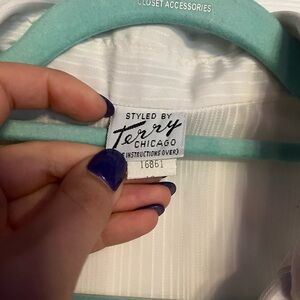 CLOSET ACCESSORIES
STYLED BY
Terry
CHICAGO
INSTRUCTIONS OVER)
16861